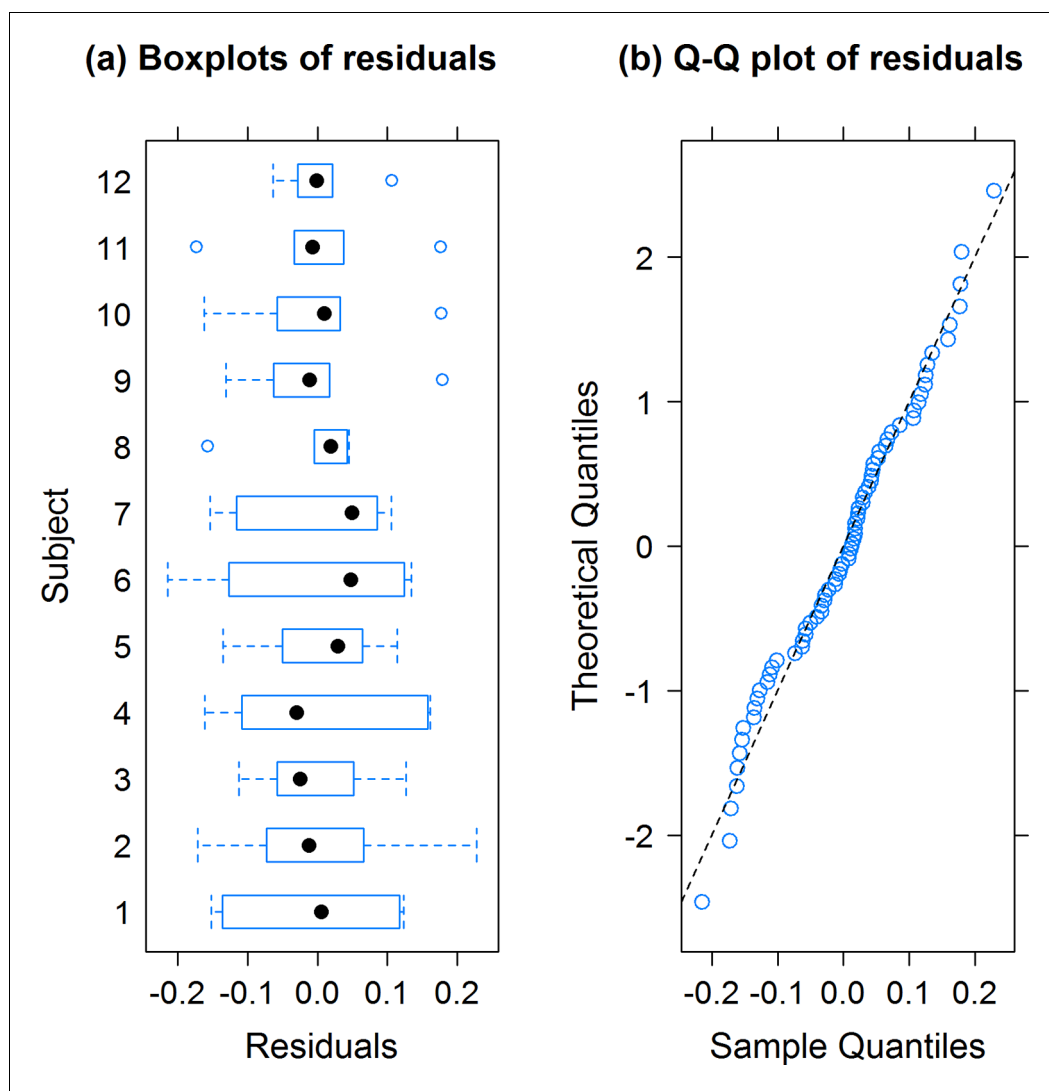 (a) Boxplots of residuals
(b) Q-Q plot of residuals
Subject
12
11
10
9
8
7
6
5
4
3
2
1
-0.2 -0.1 0.0 0.1 0.2
Residuals
Theoretical Quantiles
2
1
0
-1
-2
-0.2 -0.1 0.0 0.1 0.2
Sample Quantiles